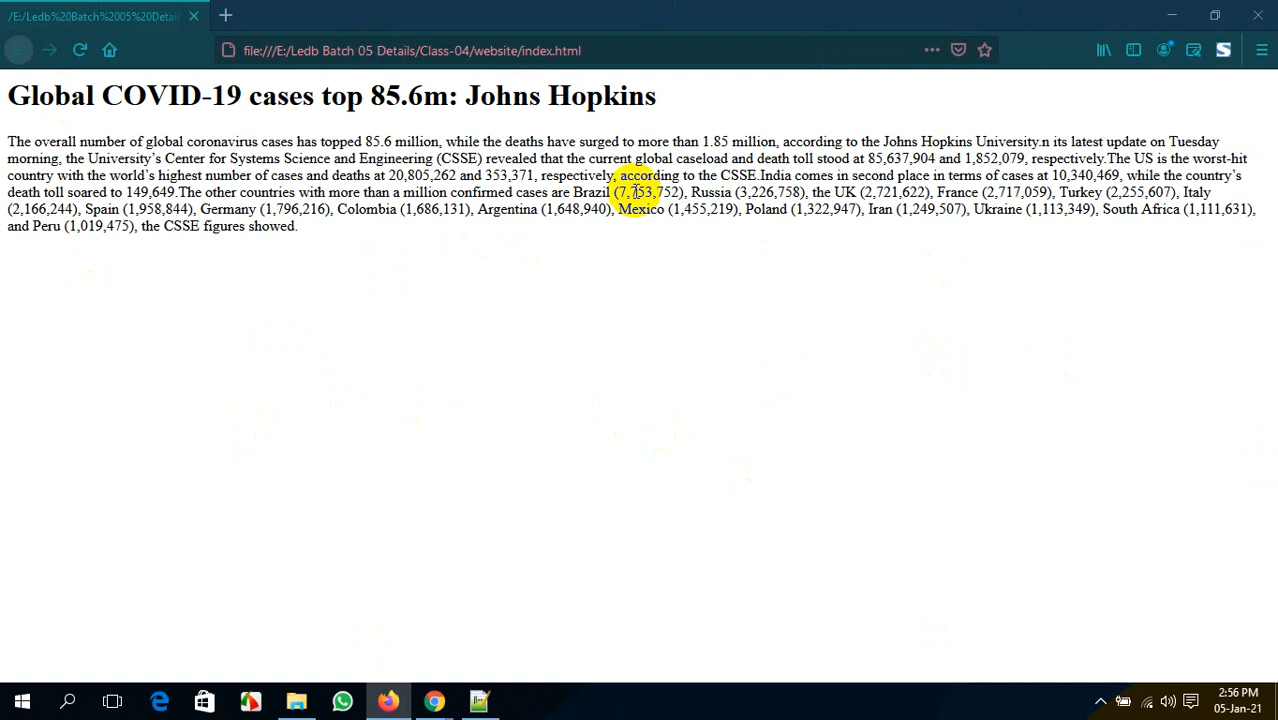 /E:/Ledb%20Batch%2005%20Detai
file:///E:/Ledb Batch 05 Details/Class-04/website/index.html
Global COVID-19 cases top 85.6m: Johns Hopkins
The overall number of global coronavirus cases has topped 85.6 million, while the deaths have surged to more than 1.85 million, according to the Johns Hopkins University.n its latest update on Tuesday
morning, the University’s Center for Systems Science and Engineering (CSSE) revealed that the current global caseload and death toll stood at 85,637,904 and 1,852,079, respectively.The US is the worst-hit
country with the world’s highest number of cases and deaths at 20,805,262 and 353,371, respectively, according to the CSSE.India comes in second place in terms of cases at 10,340,469, while the country’s
death toll soared to 149,649.The other countries with more than a million confirmed cases are Brazil (7,753,752), Russia (3,226,758), the UK (2,721,622), France (2,717,059), Turkey (2,255,607), Italy
(2,166,244), Spain (1,958,844), Germany (1,796,216), Colombia (1,686,131), Argentina (1,648,940), Mexico (1,455,219), Poland (1,322,947), Iran (1,249,507), Ukraine (1,113,349), South Africa (1,111,631),
and Peru (1,019,475), the CSSE figures showed.
2:56 PM
05-Jan-21